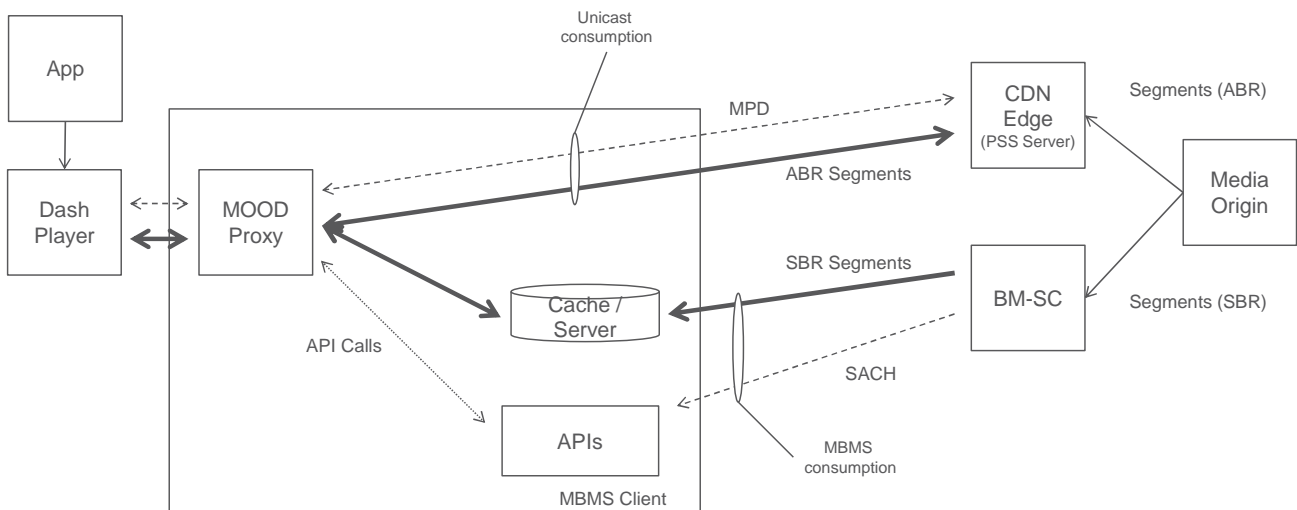 Unicast
consumption
App
MPD
CDN
Edge
(PSS Server)
Segments (ABR)
Dash
Player
MOOD
Proxy
ABR Segments
Media
Origin
SBR Segments
BM-SC
Segments (SBR)
Cache /
Server
API Calls
SACH
APIs
MBMS
consumption
MBMS Client